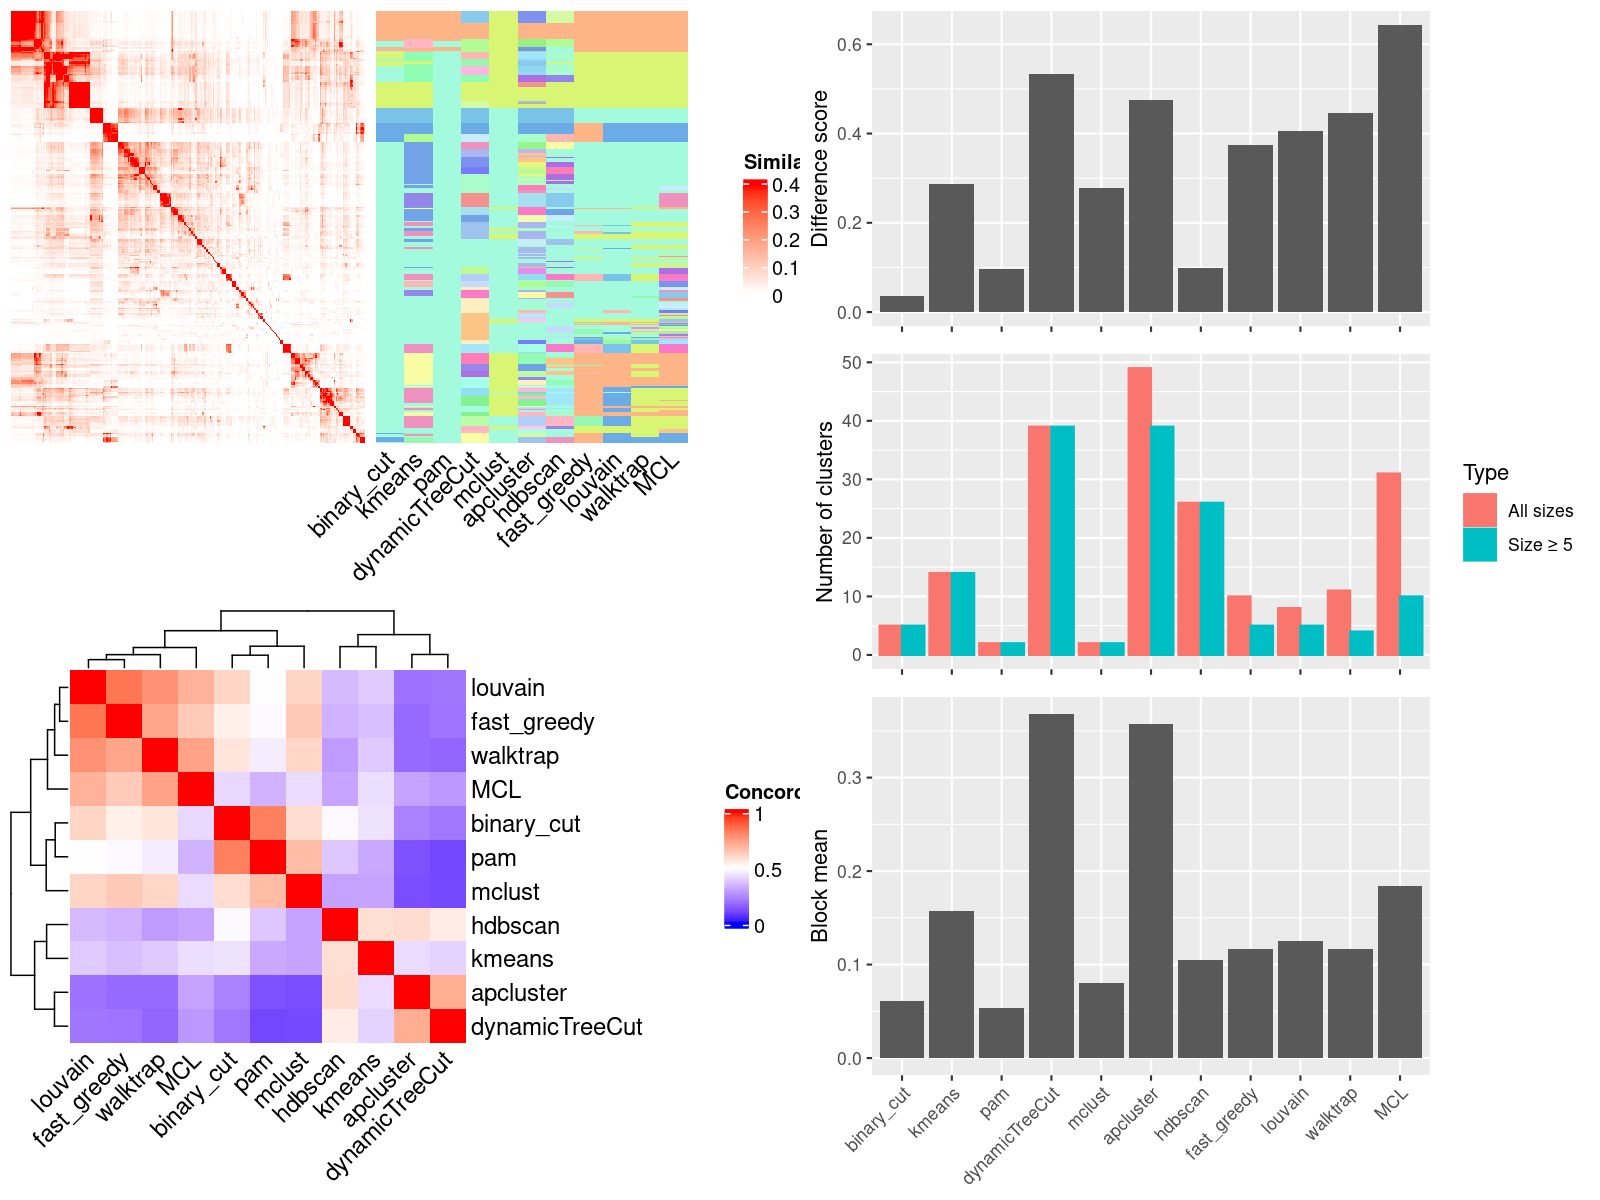 Simila
0.4
0.3
0.2
0.1
0
binary_cut
kmeans
pam
dynamicTreeCut
mclust
apcluster
hdbscan
fast_greedy
louvain
walktrap
MCL
louvain
fast_greedy
walktrap
MCL
binary_cut
pam
mclust
hdbscan
kmeans
apcluster
dynamicTreeCut
louvain
fast_greedy
walktrap
MCL
binary_cut
pam
mclust
hdbscan
kmeans
apcluster
dynamicTreeCut
Concord
1
0.5
0
Difference score
0.6
0.4
0.2
0.0
Number of clusters
50
40
30
20
10
0
Type
All sizes
Size ≥ 5
Block mean
0.3
0.2
0.1
0.0
binary_cut
kmeans
pam
dynamicTreeCut
mclust
apcluster
hdbscan
fast_greedy
louvain
walktrap
MCL